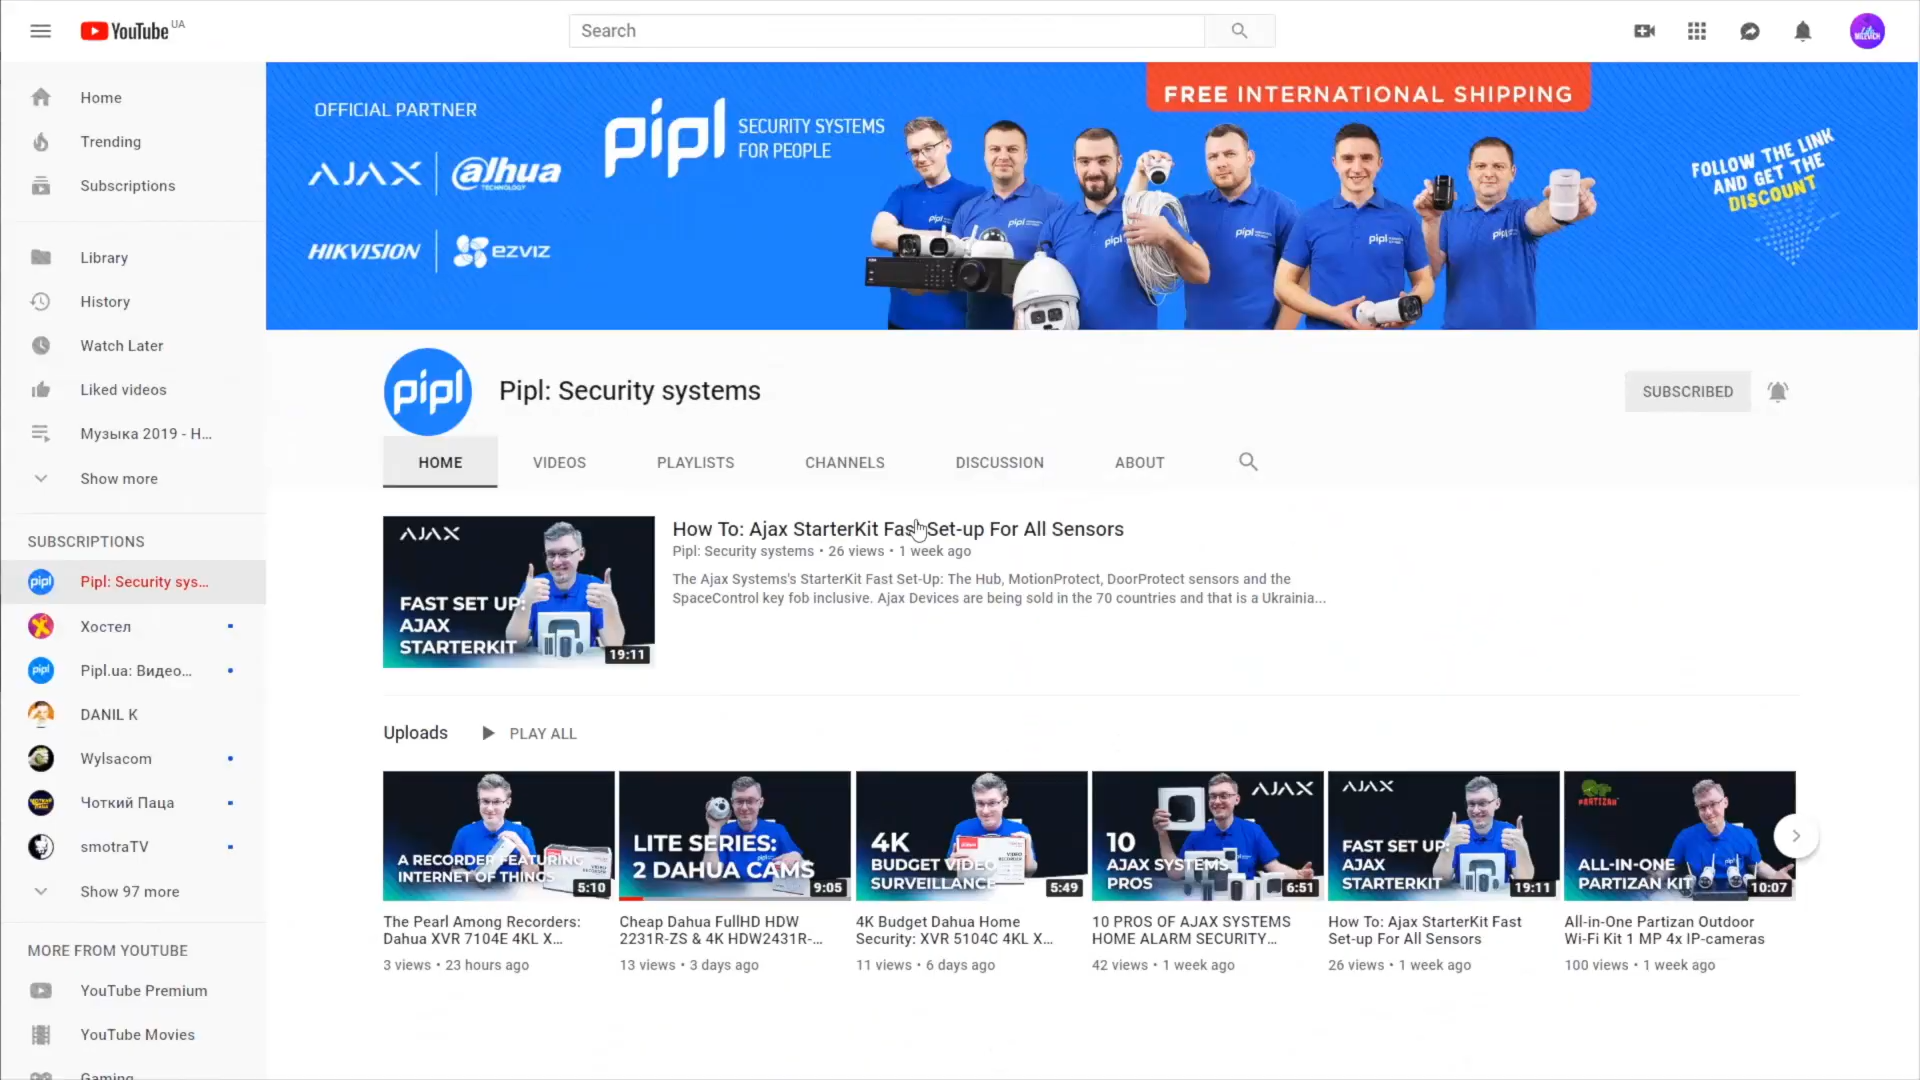 YouTube UA
Search
Home
Trending
Subscriptions
Library
History
Watch Later
Liked videos
Музыка 2019 - Н...
Show more
SUBSCRIPTIONS
Pipl: Security sys...
Хостел
Pipl.ua: Видео...
DANIL K
Wylsacom
Чоткий Паца
smotraTV
Show 97 more
MORE FROM YOUTUBE
YouTube Premium
YouTube Movies
Gaming
OFFICIAL PARTNER
AJAX
alhua
TECHNOLOGY
HIKVISION
ezviz
pipl
SECURITY SYSTEMS
FOR PEOPLE
FREE INTERNATIONAL SHIPPING
FOLLOW THE LINK
AND GET THE
DISCOUNT
pipl
pipl
pipl
pipl
pipl
pipl
pipl
Pipl: Security systems
SUBSCRIBED
HOME
VIDEOS
PLAYLISTS
CHANNELS
DISCUSSION
ABOUT
AJAX
FAST SET UP:
AJAX
STARTERKIT
19:11
How To: Ajax StarterKit Fast Set-up For All Sensors
Pipl: Security systems • 26 views • 1 week ago
The Ajax Systems's StarterKit Fast Set-Up: The Hub, MotionProtect, DoorProtect sensors and the
SpaceControl key fob inclusive. Ajax Devices are being sold in the 70 countries and that is a Ukrainia...
Uploads
PLAY ALL
A RECORDER FEATURING
INTERNET OF THINGS
5:10
The Pearl Among Recorders:
Dahua XVR 7104E 4KL X...
3 views • 23 hours ago
LITE SERIES:
2 DAHUA CAMS
9:05
Cheap Dahua FullHD HDW
2231R-ZS & 4K HDW2431R-...
13 views • 3 days ago
4K
BUDGET VIDEO
SURVEILLANCE
5:49
4K Budget Dahua Home
Security: XVR 5104C 4KL X...
11 views • 6 days ago
AJAX
10
AJAX SYSTEMS
PROS
6:51
10 PROS OF AJAX SYSTEMS
HOME ALARM SECURITY...
42 views • 1 week ago
AJAX
FAST SET UP:
AJAX
STARTERKIT
19:11
How To: Ajax StarterKit Fast
Set-up For All Sensors
26 views • 1 week ago
PARTIZAN
ALL-IN-ONE
PARTIZAN KIT
10:07
All-in-One Partizan Outdoor
Wi-Fi Kit 1 MP 4x IP-cameras
100 views • 1 week ago